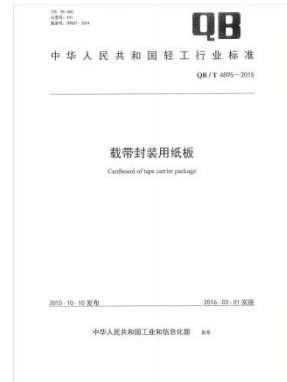 QB
中华人民共和国轻工行业标准
QB/T 4895—2015
载带封装用纸板
Cardboard of tape carrier package
2015-10-10 发布
2016-03-01 实施
中华人民共和国工业和信息化部 发布